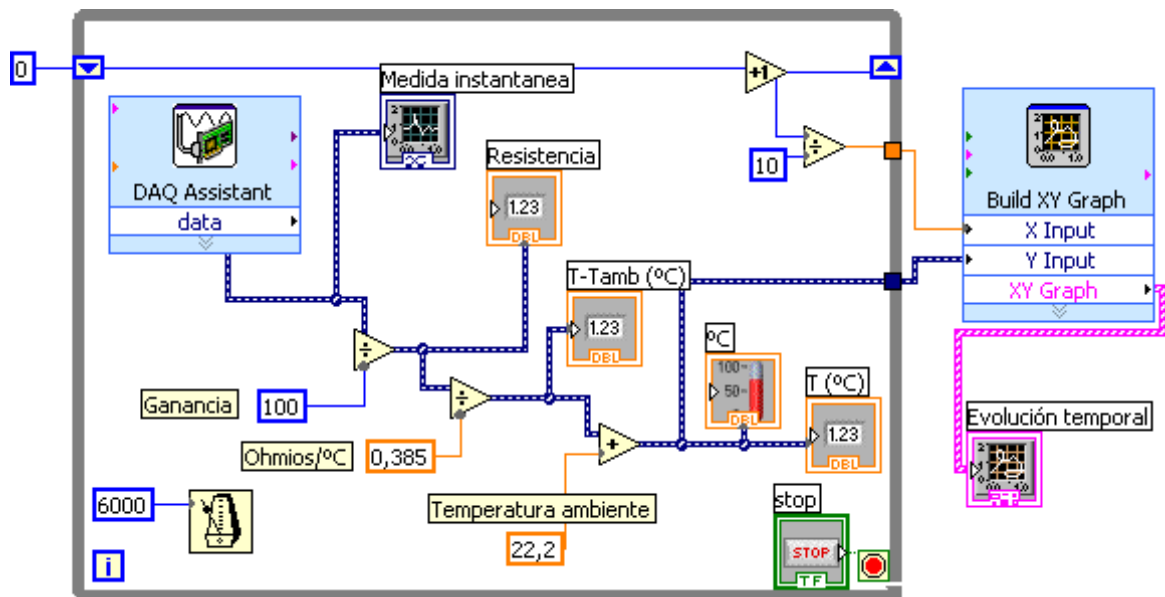 0
+1
Medida instantanea
DAQ Assistant
data
Resistencia
1.23
DBL
÷
10
Build XY Graph
X Input
Y Input
XY Graph
T-Tamb (ºC)
1.23
DBL
÷
ºC
100
50
DBL
Ganancia
100
÷
T (ºC)
1.23
DBL
Evolución temporal
Ohmios/ºC
0,385
+
6000
Temperatura ambiente
22,2
stop
STOP
TF
i